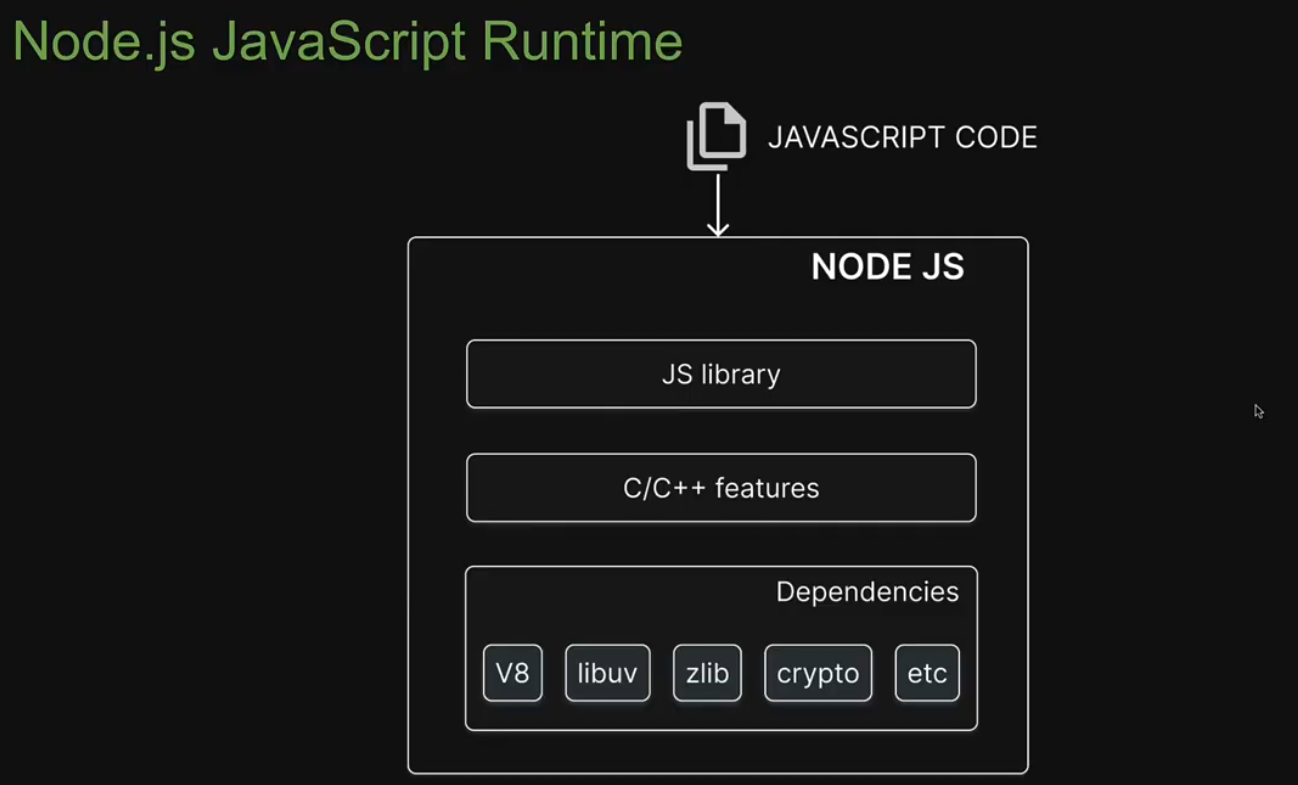 Node.js JavaScript Runtime
JAVASCRIPT CODE
NODE JS
JS library
C/C++ features
Dependencies
V8 libuv zlib crypto etc